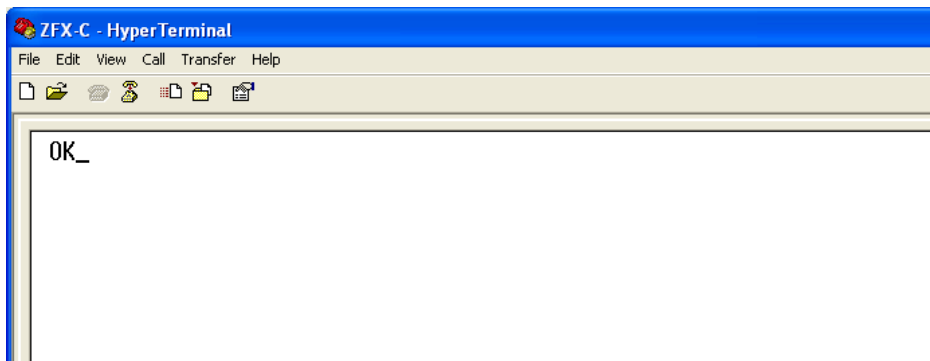 ZFX-C - HyperTerminal
File Edit View Call Transfer Help
OK_